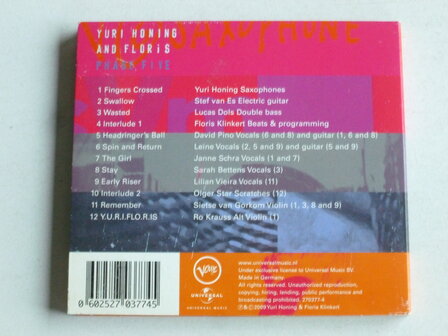 SAXOPHONE
YURI HONING
AND FLORiS
PHASE FIVE
1 Fingers Crossed
2 Swallow
3 Wasted
4 Interlude 1
5 Headringer's Ball
6 Spin and Return
7 The Girl
8 Stay
9 Early Riser
10 Interlude 2
11 Remember
12 Y.U.R.I.FLO.R.IS
Yuri Honing Saxophones
Stef van Es Electric guitar
Lucas Dols Double bass
Floris Klinkert Beats & programming
David Pino Vocals (6 and 8) and guitar (1, 6 and 8)
Leine Vocals (2, 5 and 9) and guitar (5 and 9)
Janne Schra Vocals (1 and 7)
Sarah Bettens Vocals (3)
Lilian Vieira Vocals (11)
Olger Star Scratches (12)
Sietse van Gorkom Violin (1, 3, 8 and 9)
Ro Krauss Alt Violin (1)
0 602527 037745
Verve
UNIVERSAL
UNIVERSAL MUSIC
www.universalmusic.nl
Under exclusive license to Universal Music BV.
Made in Germany.
All rights reserved. Unauthorized reproduction,
copying, hiring, lending, public performance and
broadcasting prohibited. 270377-4
℗&© 2009 Yuri Honing & Floris Klinkert